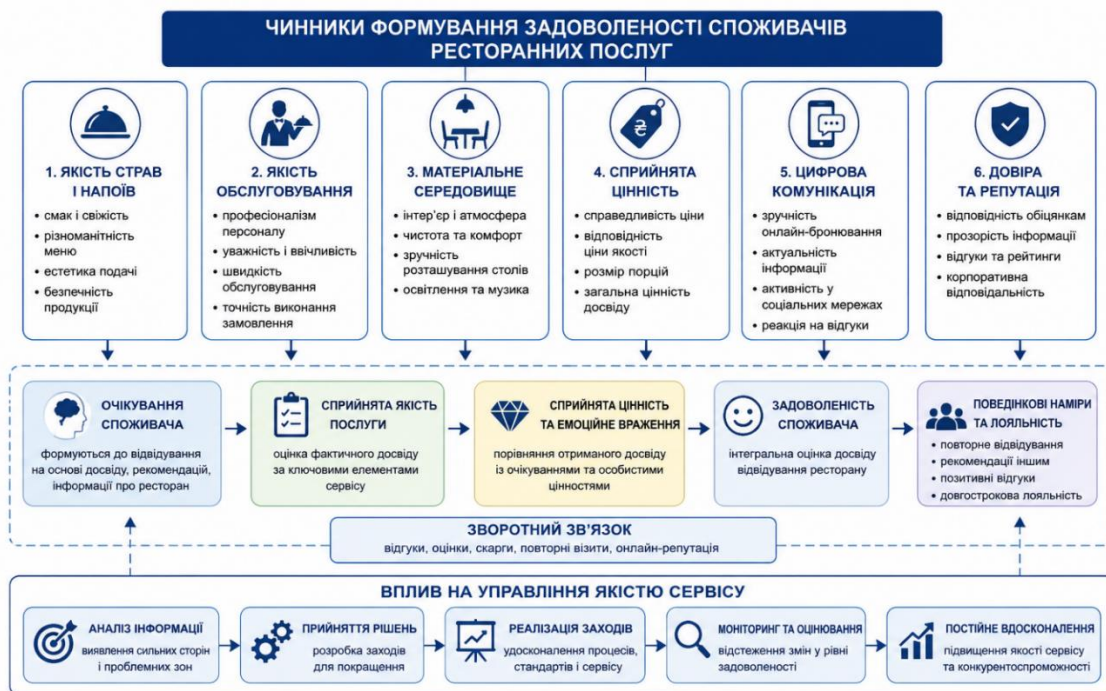 ЧИННИКИ ФОРМУВАННЯ ЗАДОВОЛЕНОСТІ СПОЖИВАЧІВ
РЕСТОРАННИХ ПОСЛУГ
1. ЯКІСТЬ СТРАВ
І НАПОЇВ
• смак і свіжість
• різноманітність
меню
• естетика подачі
• безпечність
продукції
2. ЯКІСТЬ
ОБСЛУГОВУВАННЯ
• професіоналізм
персоналу
• уважність і ввічливість
• швидкість
обслуговування
• точність виконання
замовлення
3. МАТЕРІАЛЬНЕ
СЕРЕДОВИЩЕ
• інтер'єр і атмосфера
• чистота та комфорт
• зручність
розташування столів
• освітлення та музика
₴
4. СПРИЙНЯТА
ЦІННІСТЬ
• справедливість ціни
• відповідність
ціни якості
• розмір порцій
• загальна цінність
досвіду
5. ЦИФРОВА
КОМУНІКАЦІЯ
• зручність
онлайн-бронювання
• актуальність
інформації
• активність у
соціальних мережах
• реакція на відгуки
6. ДОВІРА
ТА РЕПУТАЦІЯ
• відповідність обіцянкам
• прозорість інформації
• відгуки та рейтинги
• корпоративна
відповідальність
ОЧІКУВАННЯ
СПОЖИВАЧА
формуються до відвідування
на основі досвіду, рекомендацій,
інформації про ресторан
СПРИЙНЯТА ЯКІСТЬ
ПОСЛУГИ
оцінка фактичного досвіду
за ключовими елементами
сервісу
СПРИЙНЯТА ЦІННІСТЬ
ТА ЕМОЦІЙНЕ ВРАЖЕННЯ
порівняння отриманого досвіду
із очікуваннями та особистими
цінностями
ЗАДОВОЛЕНІСТЬ
СПОЖИВАЧА
інтегральна оцінка досвіду
відвідування ресторану
ПОВЕДІНКОВІ НАМІРИ
ТА ЛОЯЛЬНІСТЬ
• повторне відвідування
• рекомендації іншим
• позитивні відгуки
• довгострокова лояльність
ЗВОРОТНИЙ ЗВ'ЯЗОК
відгуки, оцінки, скарги, повторні візити, онлайн-репутація
ВПЛИВ НА УПРАВЛІННЯ ЯКІСТЮ СЕРВІСУ
АНАЛІЗ ІНФОРМАЦІЇ
виявлення сильних сторін
і проблемних зон
ПРИЙНЯТТЯ РІШЕНЬ
розробка заходів
для покращення
РЕАЛІЗАЦІЯ ЗАХОДІВ
удосконалення процесів,
стандартів і сервісу
МОНІТОРИНГ ТА ОЦІНЮВАННЯ
відстеження змін у рівні
задоволеності
ПОСТІЙНЕ ВДОСКОНАЛЕННЯ
підвищення якості сервісу
та конкурентоспроможності